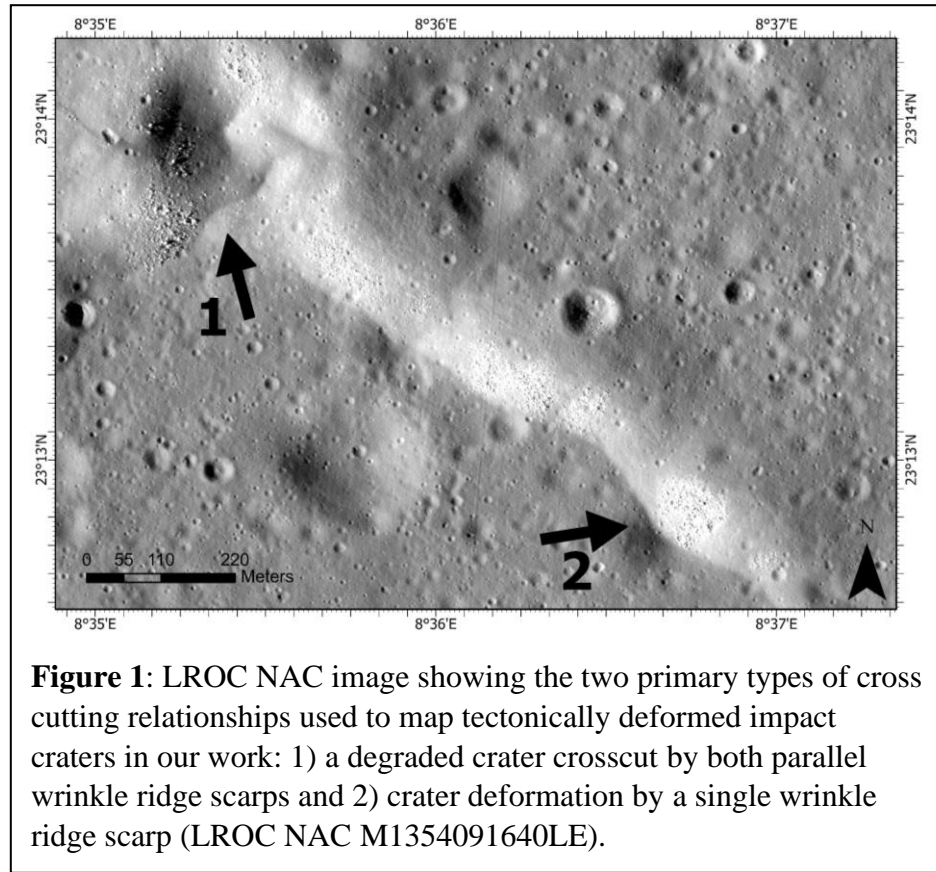 8°35'E 8°36'E 8°37'E
23°14'N 23°14'N
1
23°13'N 23°13'N
2
N
0 55 110 220
Meters
8°35'E 8°36'E 8°37'E
Figure 1: LROC NAC image showing the two primary types of cross
cutting relationships used to map tectonically deformed impact
craters in our work: 1) a degraded crater crosscut by both parallel
wrinkle ridge scarps and 2) crater deformation by a single wrinkle
ridge scarp (LROC NAC M1354091640LE).